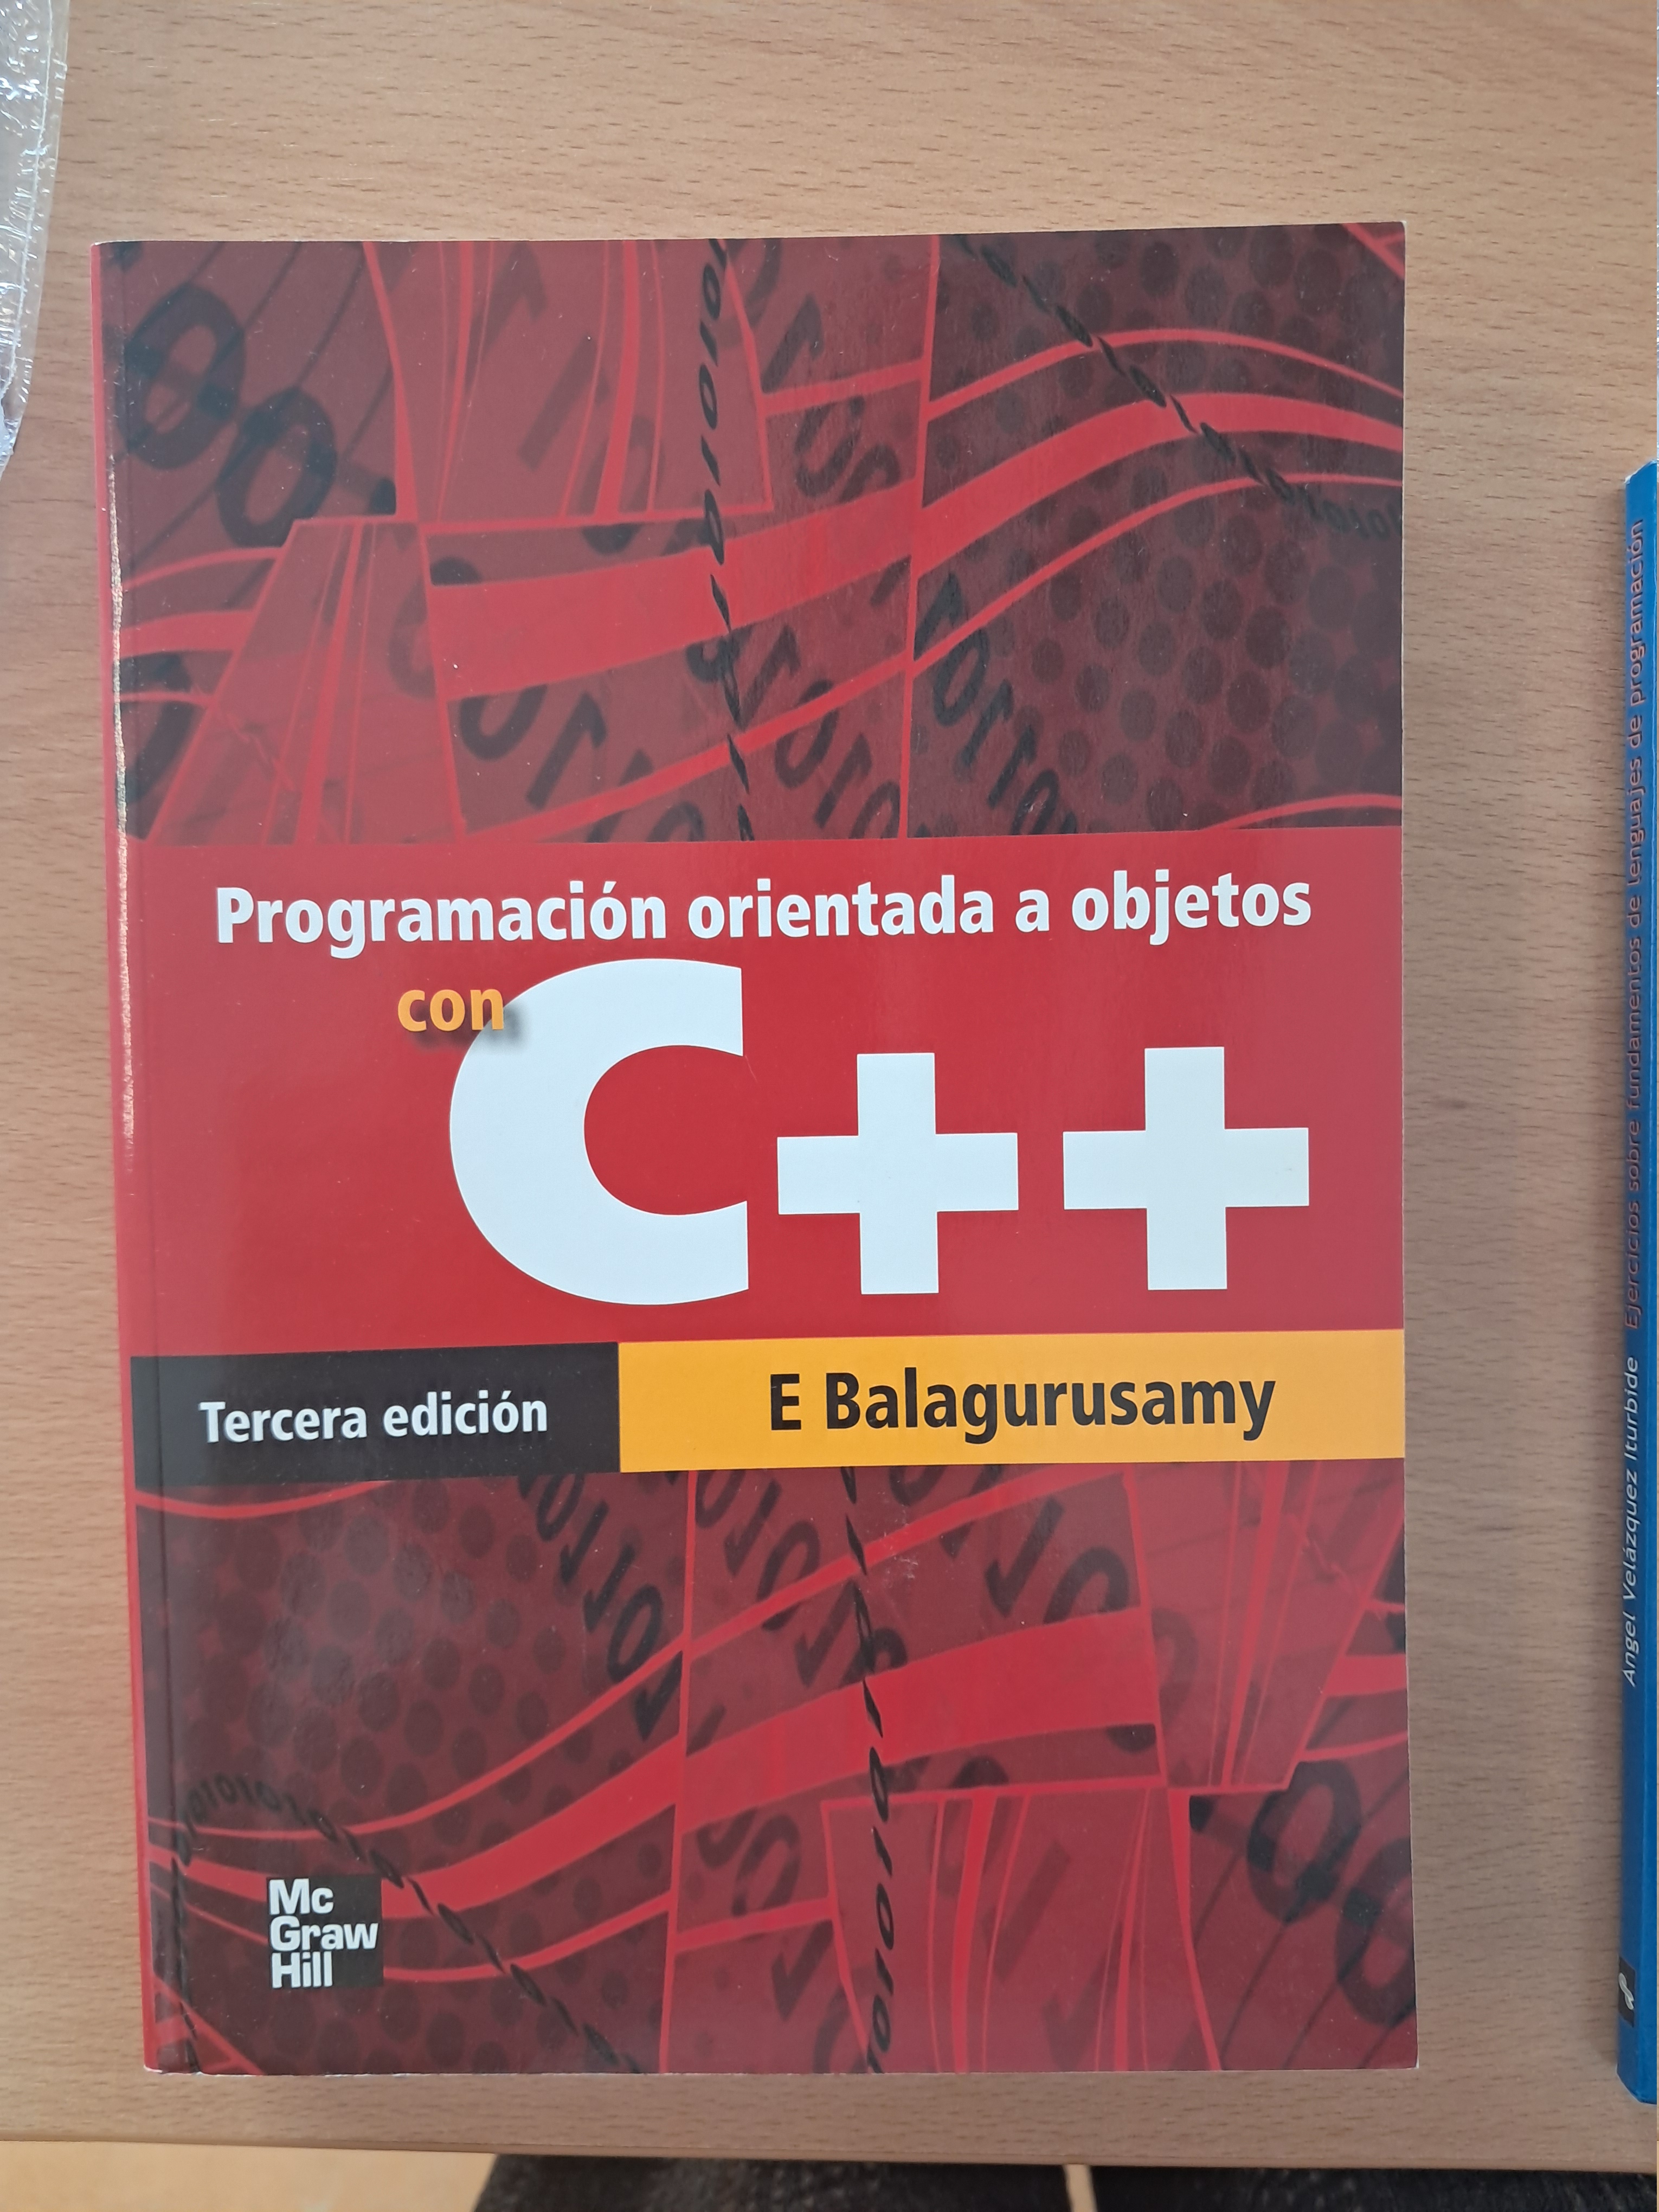 Programación orientada a objetos
con
C++
Tercera edición
E Balagurusamy
Mc
Graw
Hill
Ángel Velázquez Iturbide Ejercicios sobre fundamentos de lenguajes de programación